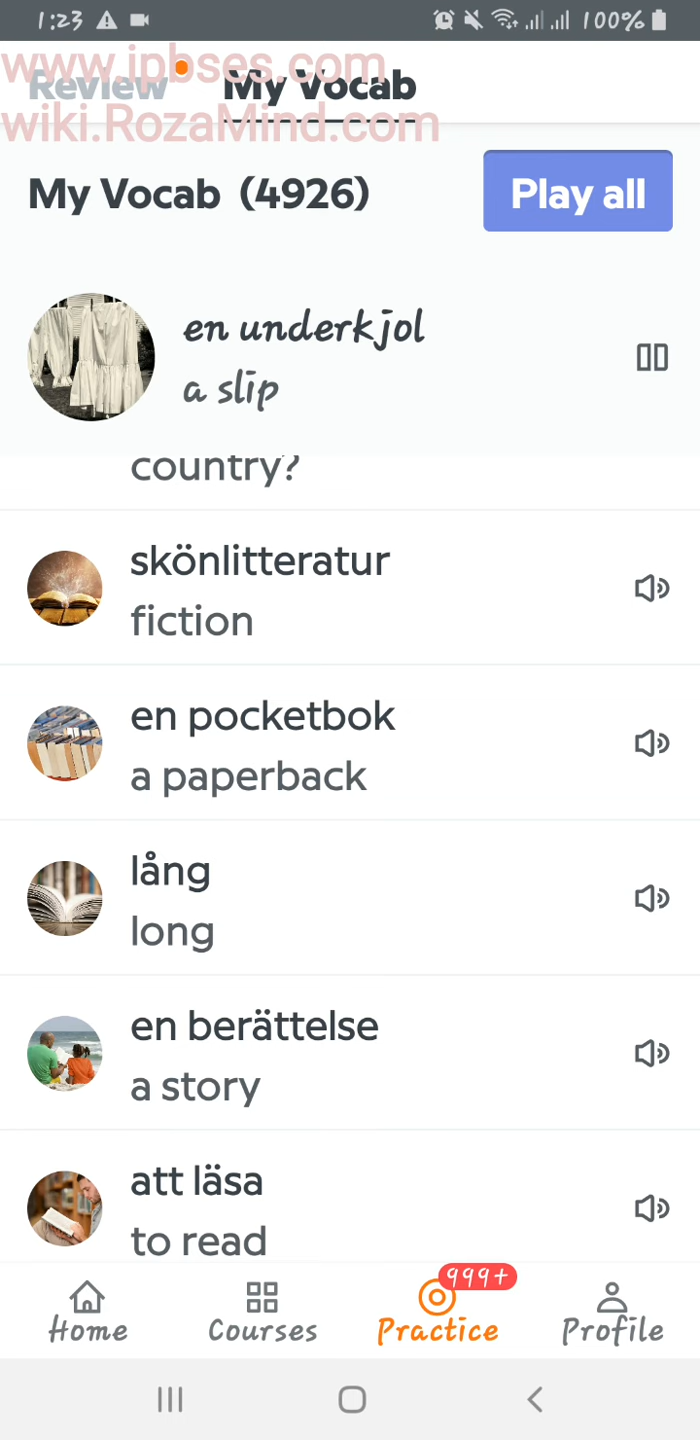 1:23 100%
www.ipbses.com
Review My Vocab
wiki.RozaMind.com
My Vocab (4926) Play all
en underkjol
a slip
country?
skönlitteratur
fiction
en pocketbok
a paperback
lång
long
en berättelse
a story
att läsa
to read
999+
Home Courses Practice Profile